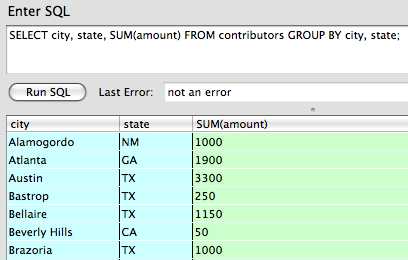 Enter SQL
SELECT city, state, SUM(amount) FROM contributors GROUP BY city, state;
Run SQL Last Error: not an error
city state SUM(amount)
Alamogordo NM 1000
Atlanta GA 1900
Austin TX 3300
Bastrop TX 250
Bellaire TX 1150
Beverly Hills CA 50
Brazoria TX 1000